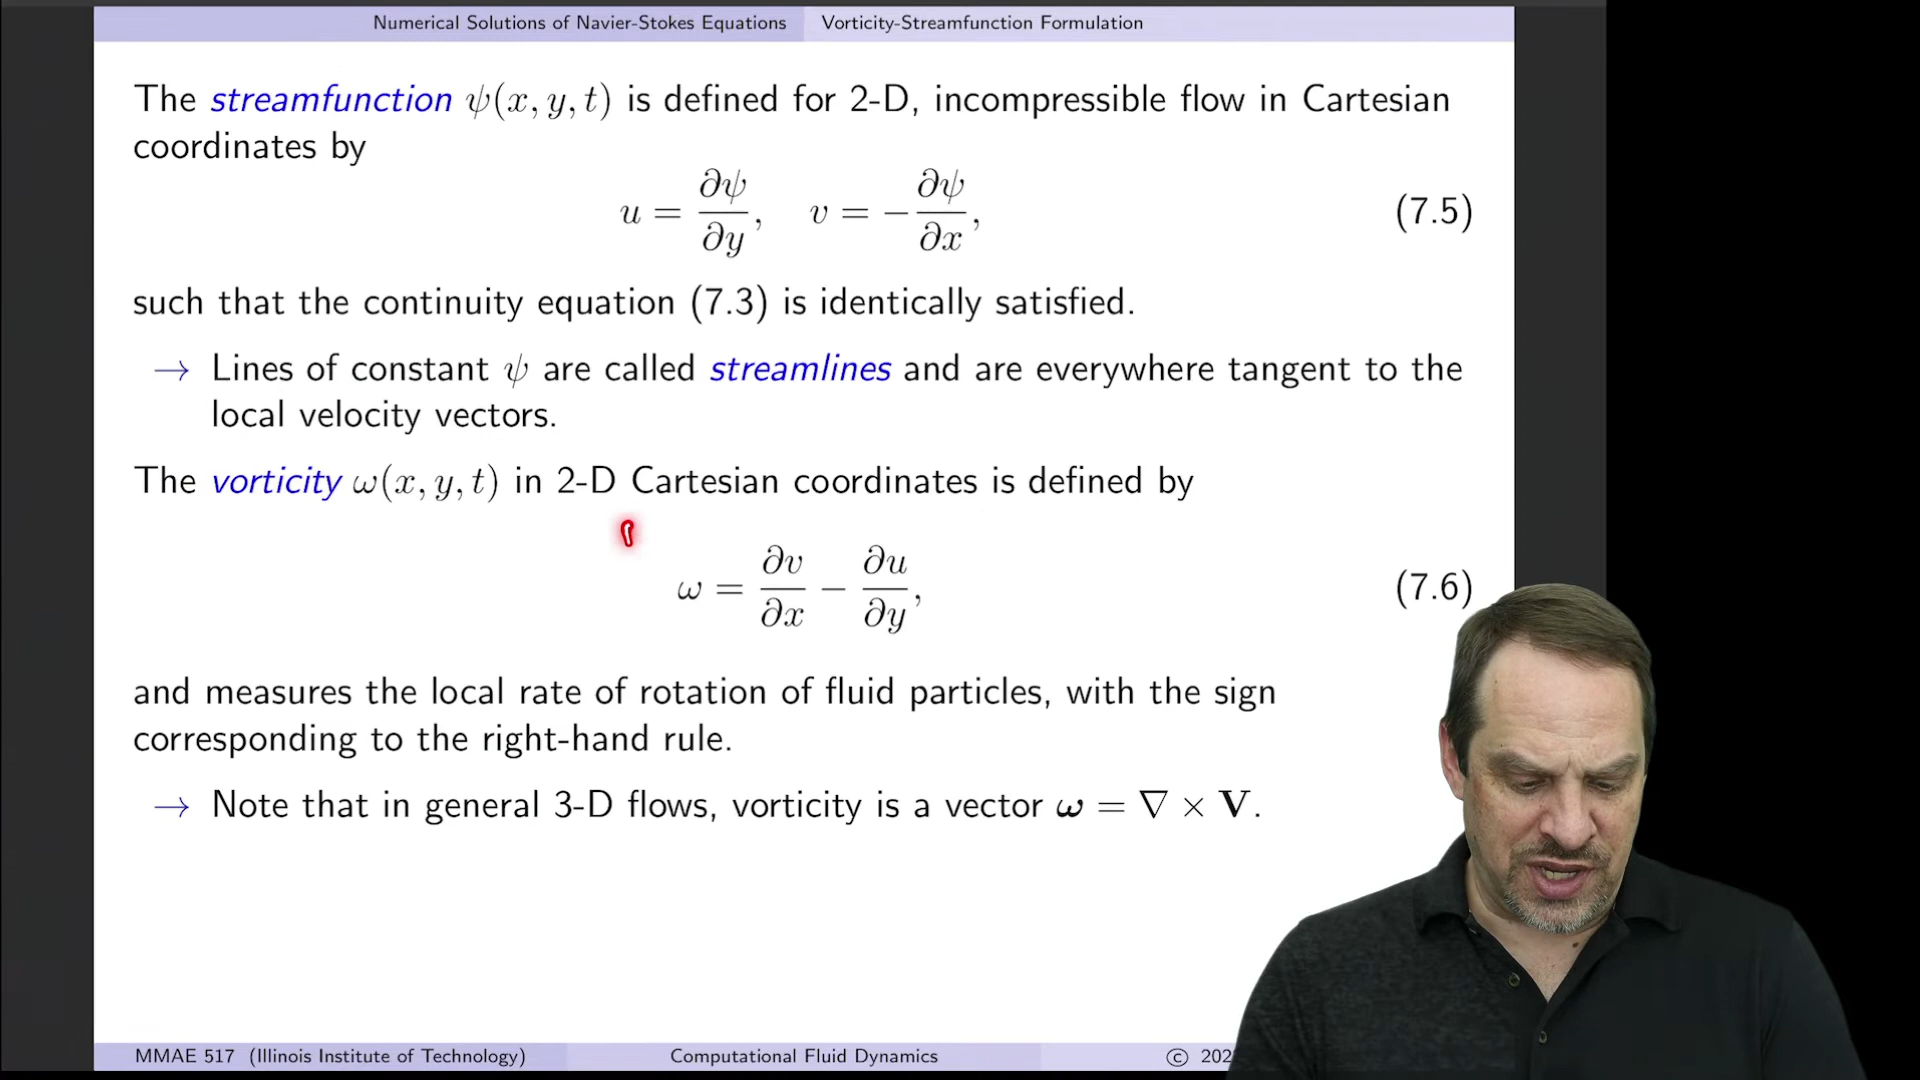 Numerical Solutions of Navier-Stokes Equations Vorticity-Streamfunction Formulation
The streamfunction ψ(x, y, t) is defined for 2-D, incompressible flow in Cartesian
coordinates by
u = ∂ψ/∂y, v = −∂ψ/∂x, (7.5)
such that the continuity equation (7.3) is identically satisfied.
→ Lines of constant ψ are called streamlines and are everywhere tangent to the
local velocity vectors.
The vorticity ω(x, y, t) in 2-D Cartesian coordinates is defined by
ω = ∂v/∂x − ∂u/∂y, (7.6)
and measures the local rate of rotation of fluid particles, with the sign
corresponding to the right-hand rule.
→ Note that in general 3-D flows, vorticity is a vector ω = ∇ × V.
MMAE 517 (Illinois Institute of Technology) Computational Fluid Dynamics ©